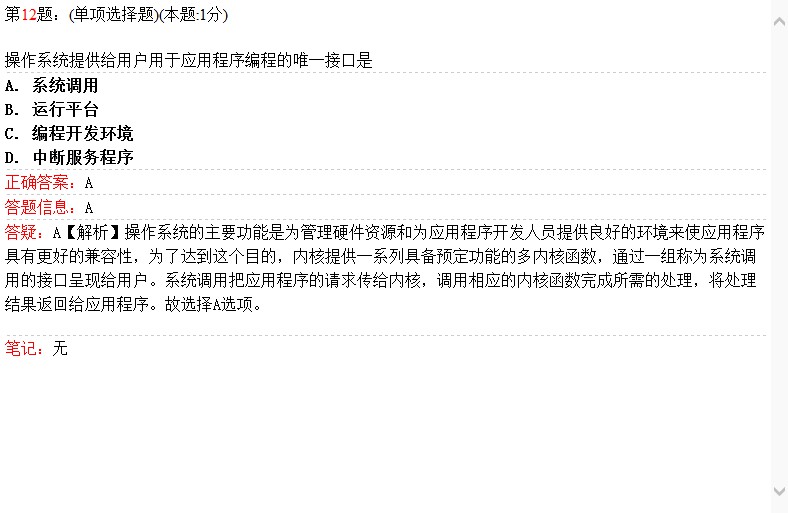 第12题: (单项选择题)(本题:1分)
操作系统提供给用户用于应用程序编程的唯一接口是
A. 系统调用
B. 运行平台
C. 编程开发环境
D. 中断服务程序
正确答案: A
答题信息: A
答疑: A【解析】操作系统的主要功能是为管理硬件资源和为应用程序开发人员提供良好的环境来使应用程序
具有更好的兼容性，为了达到这个目的，内核提供一系列具备预定功能的多内核函数，通过一组称为系统调
用的接口呈现给用户。系统调用把应用程序的请求传给内核，调用相应的内核函数完成所需的处理，将处理
结果返回给应用程序。故选择A选项。
笔记: 无